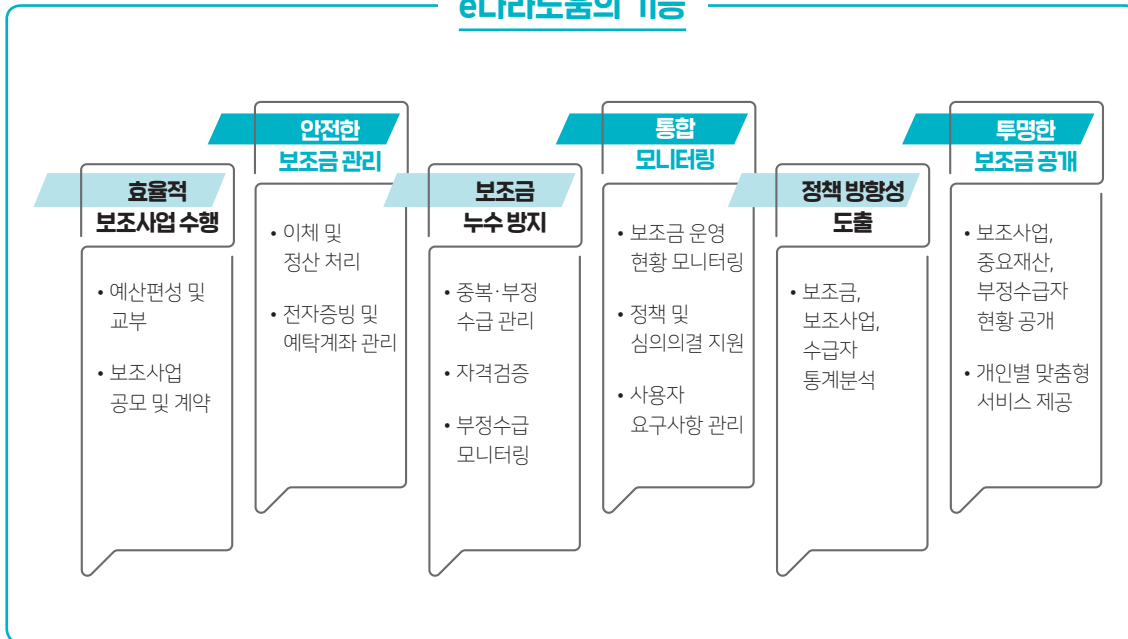 e나라도움의 기능
효율적
보조사업 수행
• 예산편성 및
교부
• 보조사업
공모 및 계약
안전한
보조금 관리
• 이체 및
정산 처리
• 전자증빙 및
예탁계좌 관리
보조금
누수 방지
• 중복·부정
수급 관리
• 자격검증
• 부정수급
모니터링
통합
모니터링
• 보조금 운영
현황 모니터링
• 정책 및
심의의결 지원
• 사용자
요구사항 관리
정책 방향성
도출
• 보조금,
보조사업,
수급자
통계분석
투명한
보조금 공개
• 보조사업,
중요재산,
부정수급자
현황 공개
• 개인별 맞춤형
서비스 제공